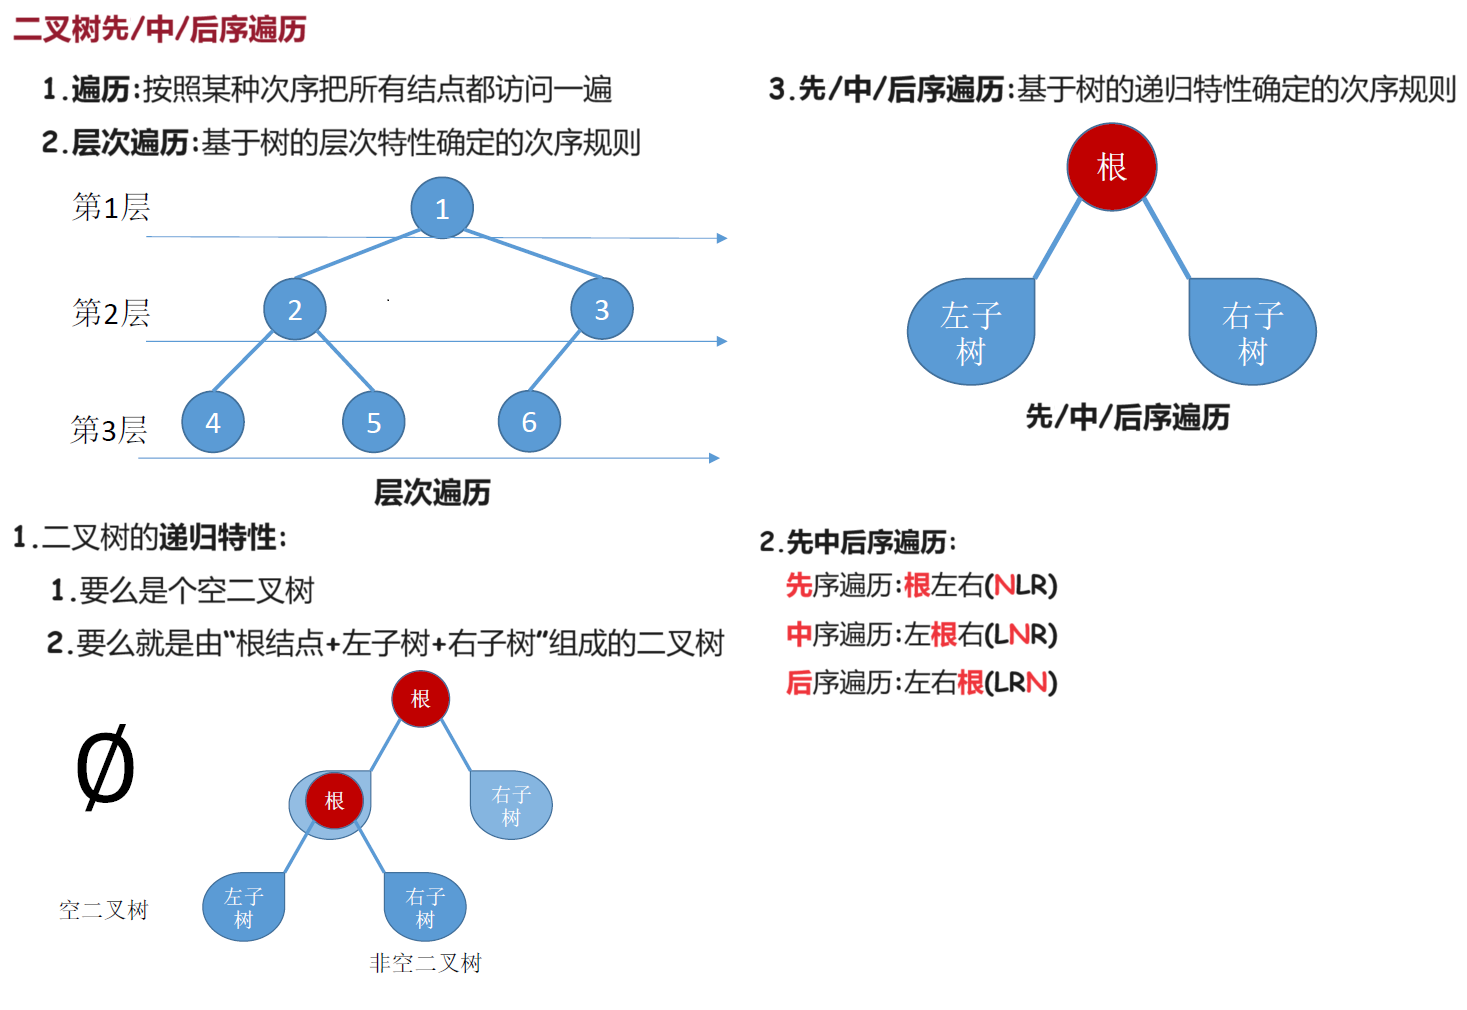 二叉树先/中/后序遍历
1.遍历:按照某种次序把所有结点都访问一遍
2.层次遍历:基于树的层次特性确定的次序规则
第1层
1
第2层
2
3
第3层
4
5
6
层次遍历
3.先/中/后序遍历:基于树的递归特性确定的次序规则
根
左子
树
右子
树
先/中/后序遍历
1.二叉树的递归特性:
1.要么是个空二叉树
2.要么就是由“根结点+左子树+右子树”组成的二叉树
根
根
右子
树
左子
树
右子
树
Ø
空二叉树
非空二叉树
2.先中后序遍历:
先序遍历:根左右(NLR)
中序遍历:左根右(LNR)
后序遍历:左右根(LRN)